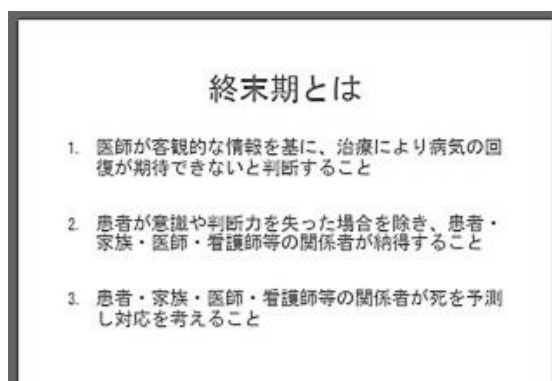 終末期とは
1. 医師が客観的な情報を基に、治療により病気の回
復が期待できないと判断すること
2. 患者が意識や判断力を失った場合を除き、患者・
家族・医師・看護師等の関係者が納得すること
3. 患者・家族・医師・看護師等の関係者が死を予測
し対応を考えること